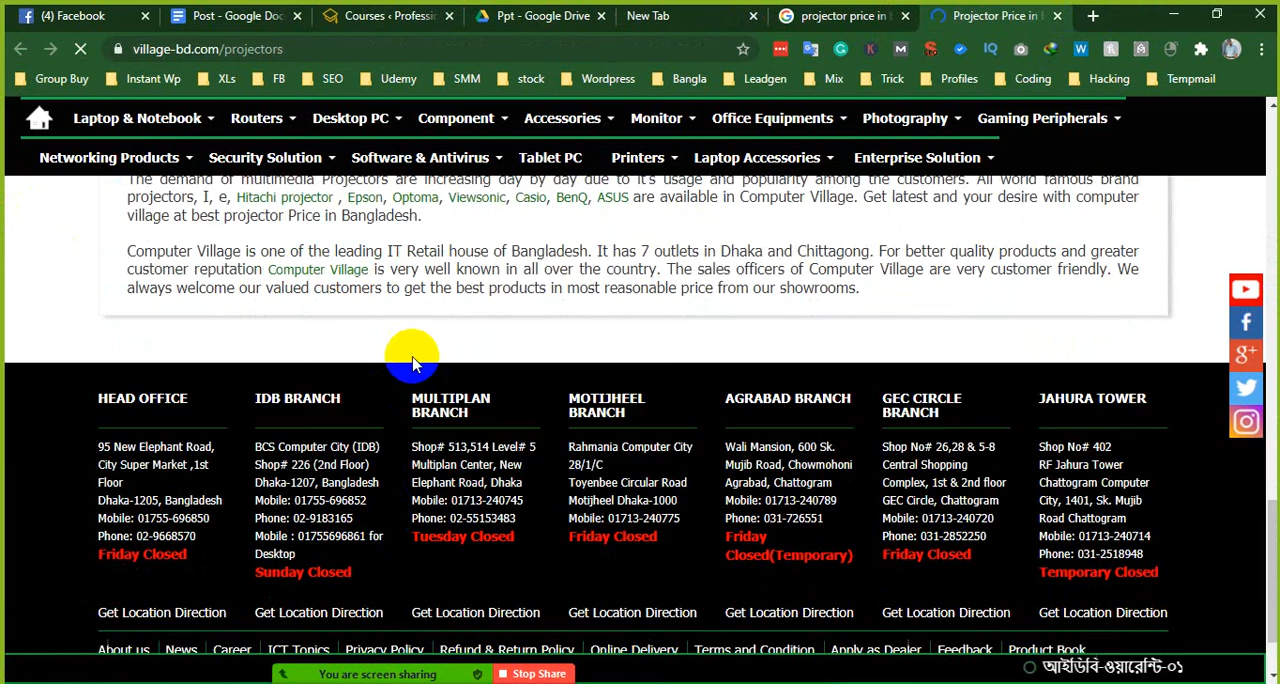 (4) Facebook
Post - Google Doc
Courses ‹ Professi
Ppt - Google Drive
New Tab
projector price in b
Projector Price in B
village-bd.com/projectors
Group Buy Instant Wp XLs FB SEO Udemy SMM stock Wordpress Bangla Leadgen Mix Trick Profiles Coding Hacking Tempmail
Laptop & Notebook Routers Desktop PC Component Accessories Monitor Office Equipments Photography Gaming Peripherals
Networking Products Security Solution Software & Antivirus Tablet PC Printers Laptop Accessories Enterprise Solution
The demand of multimedia Projectors are increasing day by day due to it's usage and popularity among the customers. All world famous brand
projectors, I, e, Hitachi projector , Epson, Optoma, Viewsonic, Casio, BenQ, ASUS are available in Computer Village. Get latest and your desire with computer
village at best projector Price in Bangladesh.
Computer Village is one of the leading IT Retail house of Bangladesh. It has 7 outlets in Dhaka and Chittagong. For better quality products and greater
customer reputation Computer Village is very well known in all over the country. The sales officers of Computer Village are very customer friendly. We
always welcome our valued customers to get the best products in most reasonable price from our showrooms.
HEAD OFFICE
95 New Elephant Road,
City Super Market ,1st
Floor
Dhaka-1205, Bangladesh
Mobile: 01755-696850
Phone: 02-9668570
Friday Closed
Get Location Direction
IDB BRANCH
BCS Computer City (IDB)
Shop# 226 (2nd Floor)
Dhaka-1207, Bangladesh
Mobile: 01755-696852
Phone: 02-9183165
Mobile : 01755696861 for
Desktop
Sunday Closed
Get Location Direction
MULTIPLAN
BRANCH
Shop# 513,514 Level# 5
Multiplan Center, New
Elephant Road, Dhaka
Mobile: 01713-240745
Phone: 02-55153483
Tuesday Closed
Get Location Direction
MOTIJHEEL
BRANCH
Rahmania Computer City
28/1/C
Toyenbee Circular Road
Motijheel Dhaka-1000
Mobile: 01713-240775
Friday Closed
Get Location Direction
AGRABAD BRANCH
Wali Mansion, 600 Sk.
Mujib Road, Chowmohoni
Agrabad, Chattogram
Mobile: 01713-240789
Phone: 031-726551
Friday
Closed(Temporary)
Get Location Direction
GEC CIRCLE
BRANCH
Shop No# 26,28 & 5-8
Central Shopping
Complex, 1st & 2nd floor
GEC Circle, Chattogram
Mobile: 01713-240720
Phone: 031-2852250
Friday Closed
Get Location Direction
JAHURA TOWER
Shop No# 402
RF Jahura Tower
Chattogram Computer
City, 1401, Sk. Mujib
Road Chattogram
Mobile: 01713-240714
Phone: 031-2518948
Temporary Closed
Get Location Direction
About us News Career ICT Topics Privacy Policy Refund & Return Policy Online Delivery Terms and Condition Apply as Dealer Feedback Product Book
You are screen sharing
Stop Share
আইডিবি-ওয়ারেন্টি-০১